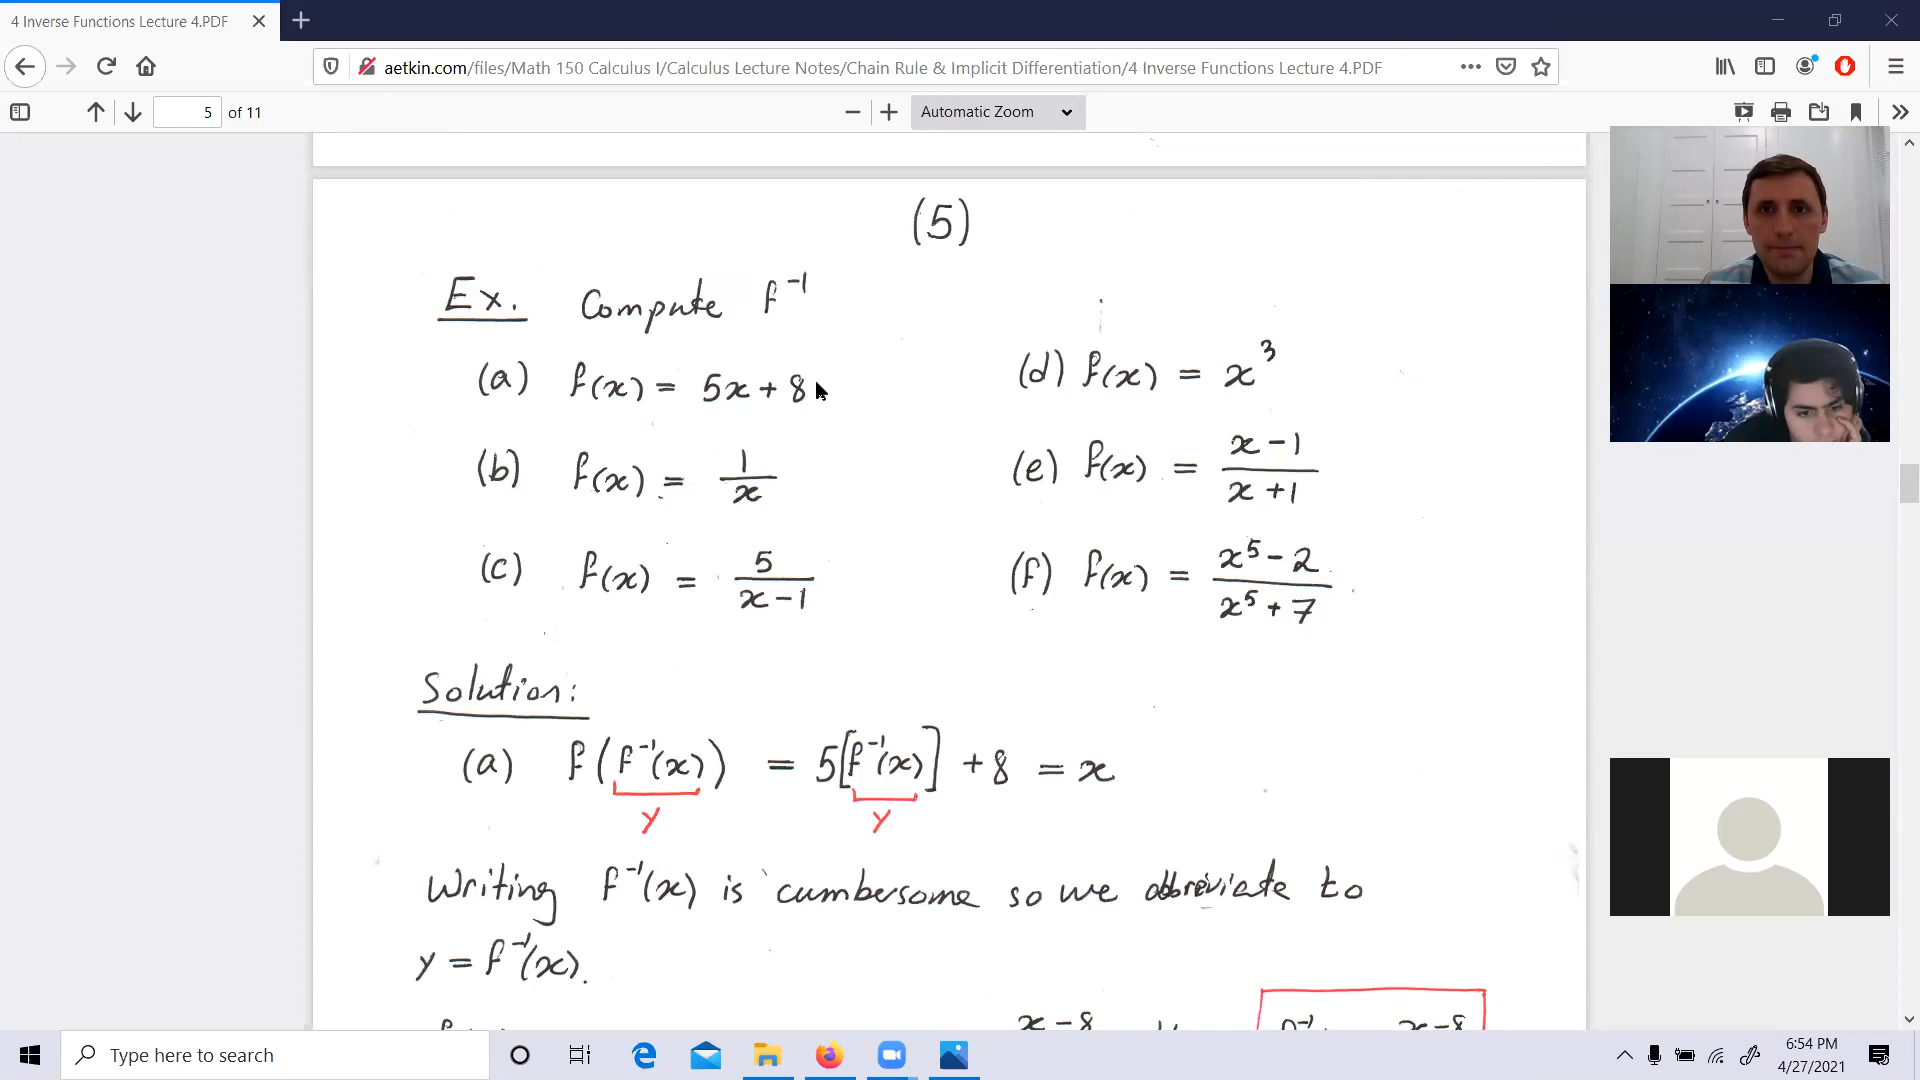 4 Inverse Functions Lecture 4.PDF
aetkin.com/files/Math 150 Calculus I/Calculus Lecture Notes/Chain Rule & Implicit Differentiation/4 Inverse Functions Lecture 4.PDF
5 of 11
Automatic Zoom
(5)
Ex. Compute f⁻¹
(a) f(x) = 5x + 8
(d) f(x) = x³
(b) f(x) = 1/x
(e) f(x) = (x − 1)/(x + 1)
(c) f(x) = 5/(x − 1)
(f) f(x) = (x⁵ − 2)/(x⁵ + 7)
Solution:
(a) f(f⁻¹(x)) = 5[f⁻¹(x)] + 8 = x
y y
Writing f⁻¹(x) is cumbersome so we abbreviate to
y = f⁻¹(x).
x − 8
x − 8
Type here to search
6:54 PM
4/27/2021